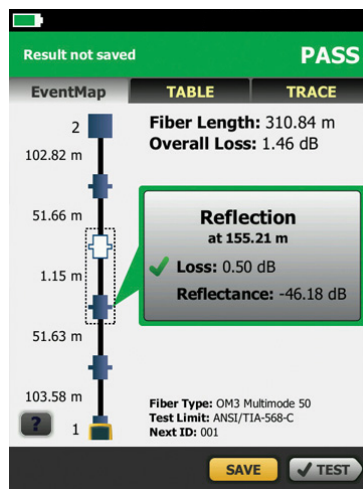 Result not saved
PASS
EventMap
TABLE
TRACE
2
Fiber Length: 310.84 m
Overall Loss: 1.46 dB
102.82 m
51.66 m
Reflection
at 155.21 m
Loss: 0.50 dB
Reflectance: -46.18 dB
1.15 m
51.63 m
103.58 m
?
1
Fiber Type: OM3 Multimode 50
Test Limit: ANSI/TIA-568-C
Next ID: 001
SAVE
TEST